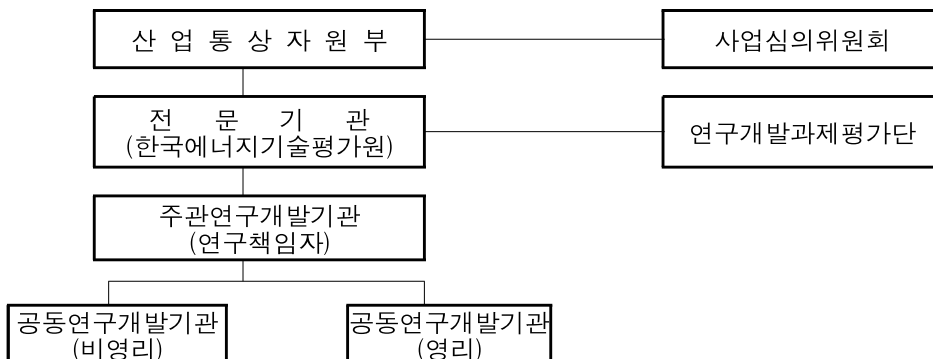 산 업 통 상 자 원 부
사업심의위원회
전 문 기 관
(한국에너지기술평가원)
연구개발과제평가단
주관연구개발기관
(연구책임자)
공동연구개발기관
(비영리)
공동연구개발기관
(영리)